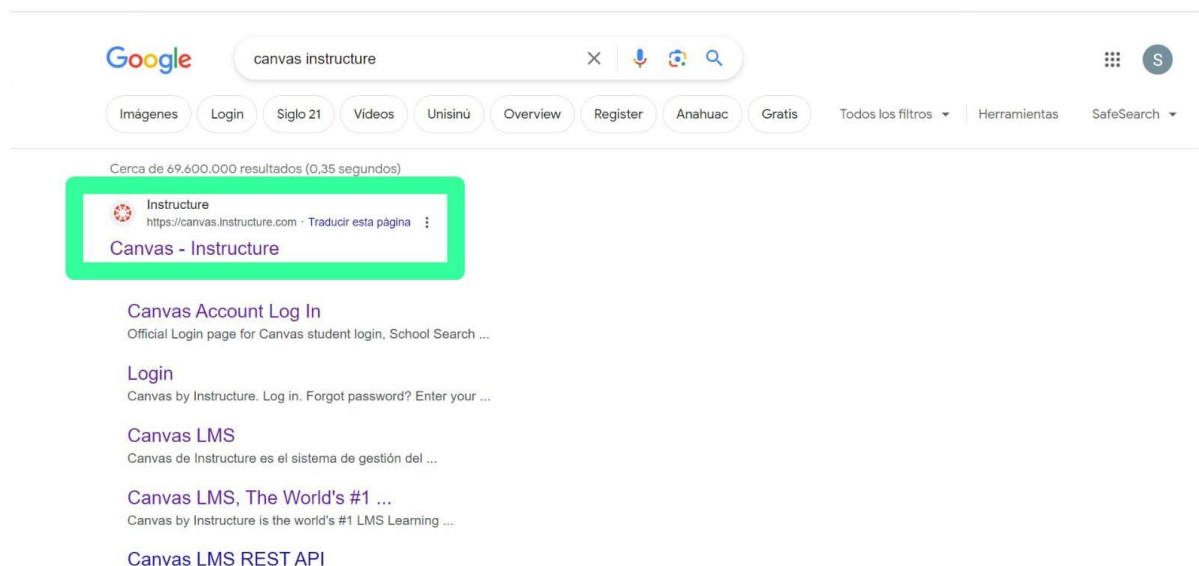 Google
canvas instructure
S
Imágenes Login Siglo 21 Vídeos Unisinú Overview Register Anahuac Gratis Todos los filtros Herramientas SafeSearch
Cerca de 69.600.000 resultados (0,35 segundos)
Instructure
https://canvas.instructure.com · Traducir esta página
Canvas - Instructure
Canvas Account Log In
Official Login page for Canvas student login, School Search ...
Login
Canvas by Instructure. Log in. Forgot password? Enter your ...
Canvas LMS
Canvas de Instructure es el sistema de gestión del ...
Canvas LMS, The World's #1 ...
Canvas by Instructure is the world's #1 LMS Learning ...
Canvas LMS REST API